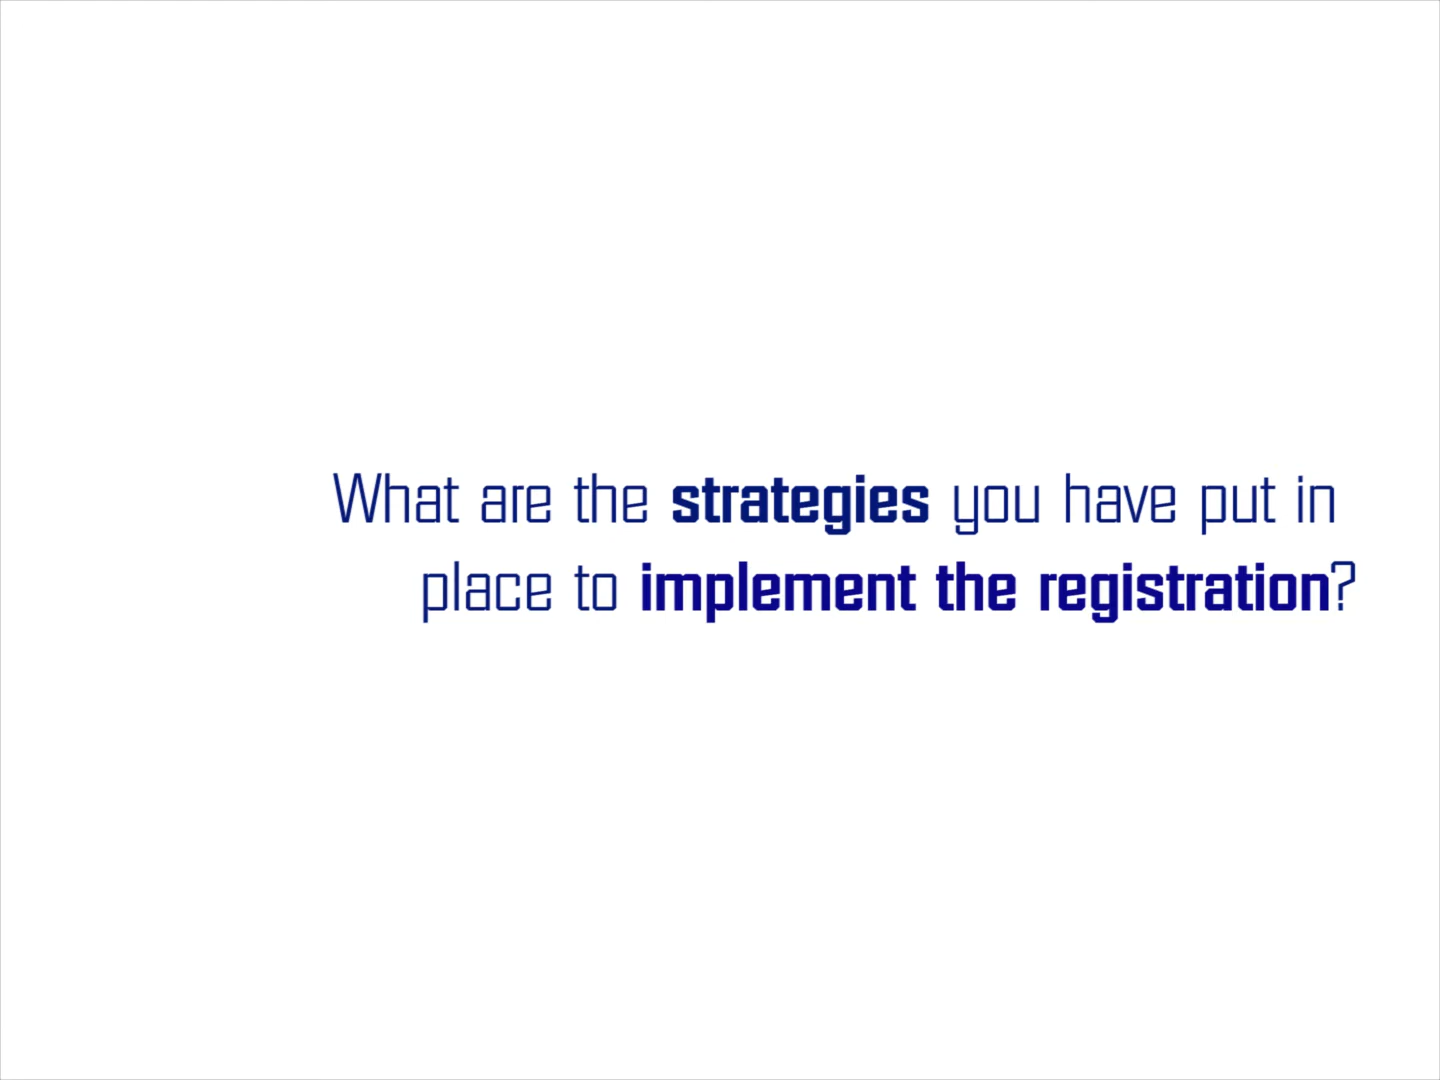 What are the strategies you have put in
place to implement the registration?